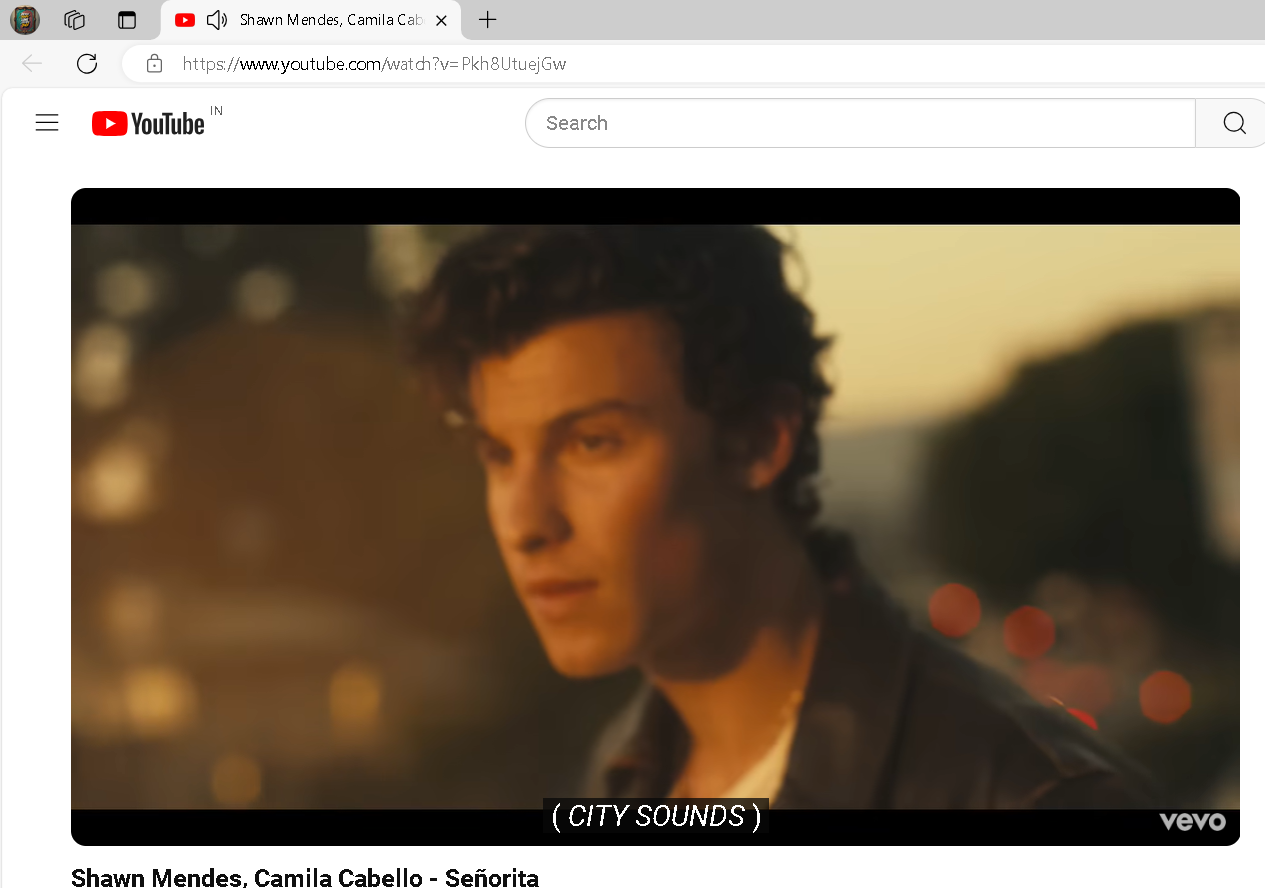 Shawn Mendes, Camila Cab
https://www.youtube.com/watch?v=Pkh8UtuejGw
YouTube IN
Search
( CITY SOUNDS )
vevo
Shawn Mendes, Camila Cabello - Señorita